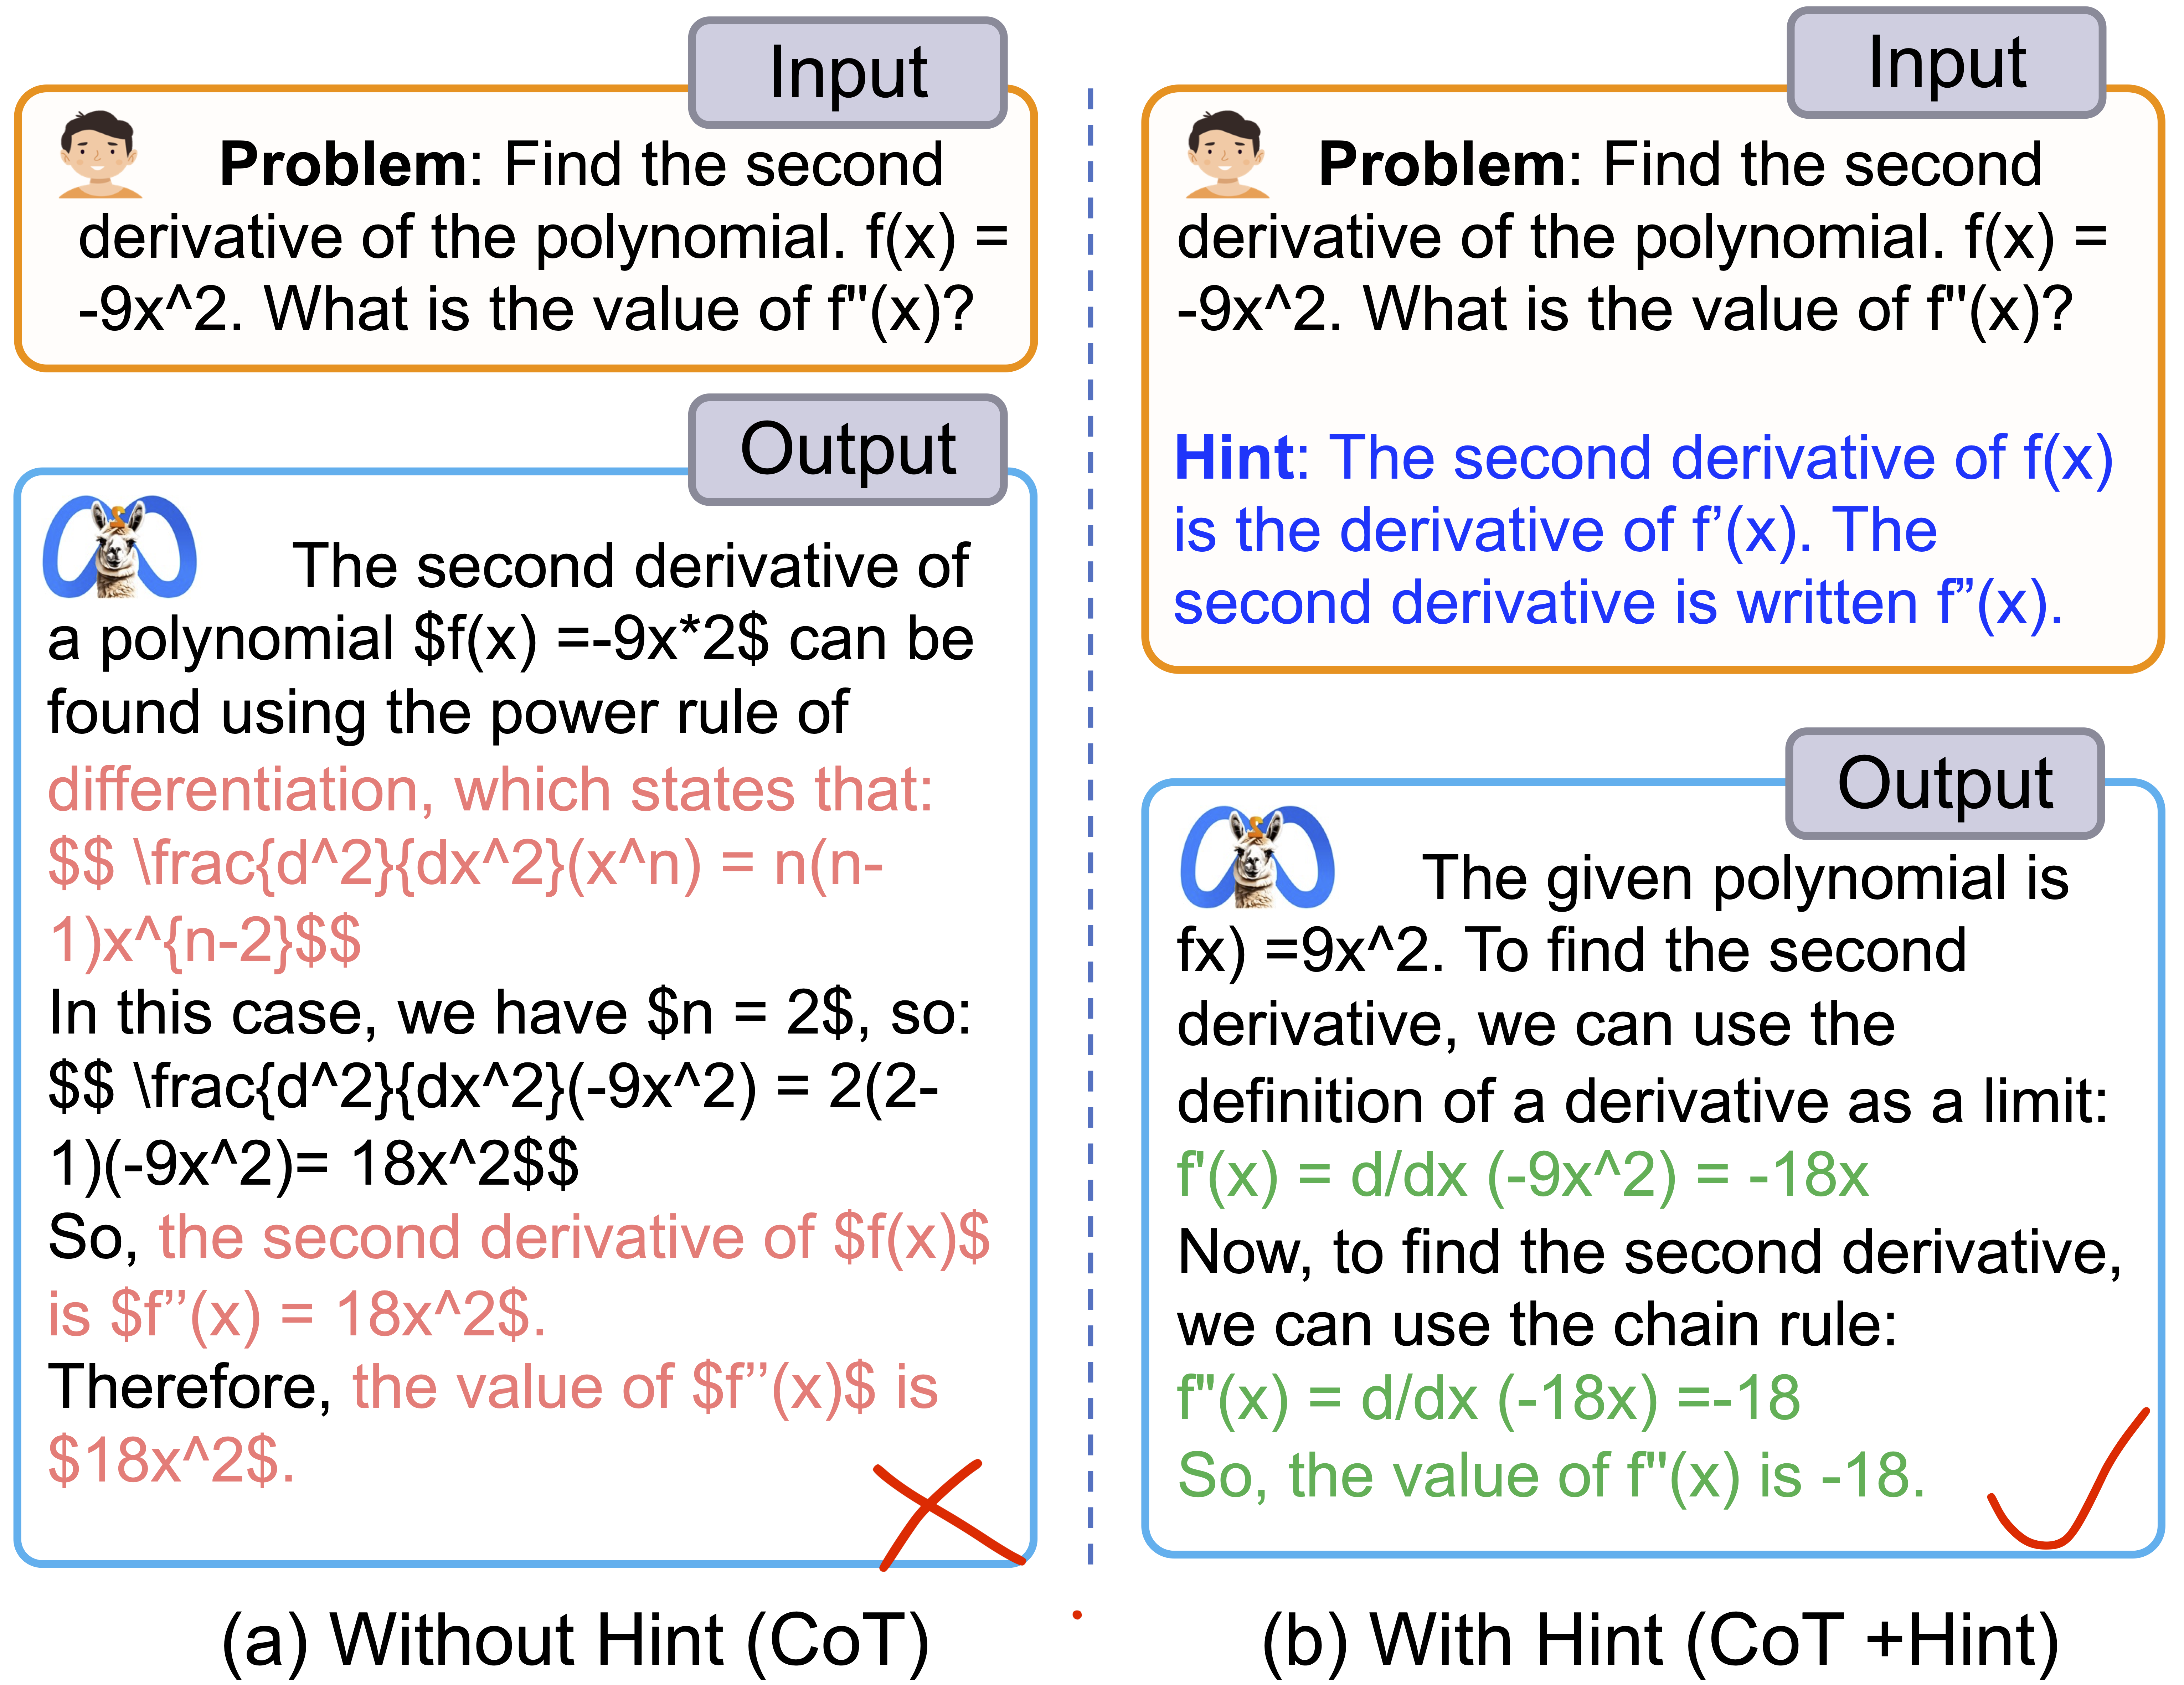 Input
Problem: Find the second
derivative of the polynomial. f(x) =
-9x^2. What is the value of f"(x)?
Output
The second derivative of
a polynomial $f(x) =-9x*2$ can be
found using the power rule of
differentiation, which states that:
$$ \frac{d^2}{dx^2}(x^n) = n(n-
1)x^{n-2}$$
In this case, we have $n = 2$, so:
$$ \frac{d^2}{dx^2}(-9x^2) = 2(2-
1)(-9x^2)= 18x^2$$
So, the second derivative of $f(x)$
is $f’’(x) = 18x^2$.
Therefore, the value of $f’’(x)$ is
$18x^2$.
(a) Without Hint (CoT)
Input
Problem: Find the second
derivative of the polynomial. f(x) =
-9x^2. What is the value of f"(x)?
Hint: The second derivative of f(x)
is the derivative of f’(x). The
second derivative is written f”(x).
Output
The given polynomial is
fx) =9x^2. To find the second
derivative, we can use the
definition of a derivative as a limit:
f'(x) = d/dx (-9x^2) = -18x
Now, to find the second derivative,
we can use the chain rule:
f"(x) = d/dx (-18x) =-18
So, the value of f"(x) is -18.
(b) With Hint (CoT +Hint)